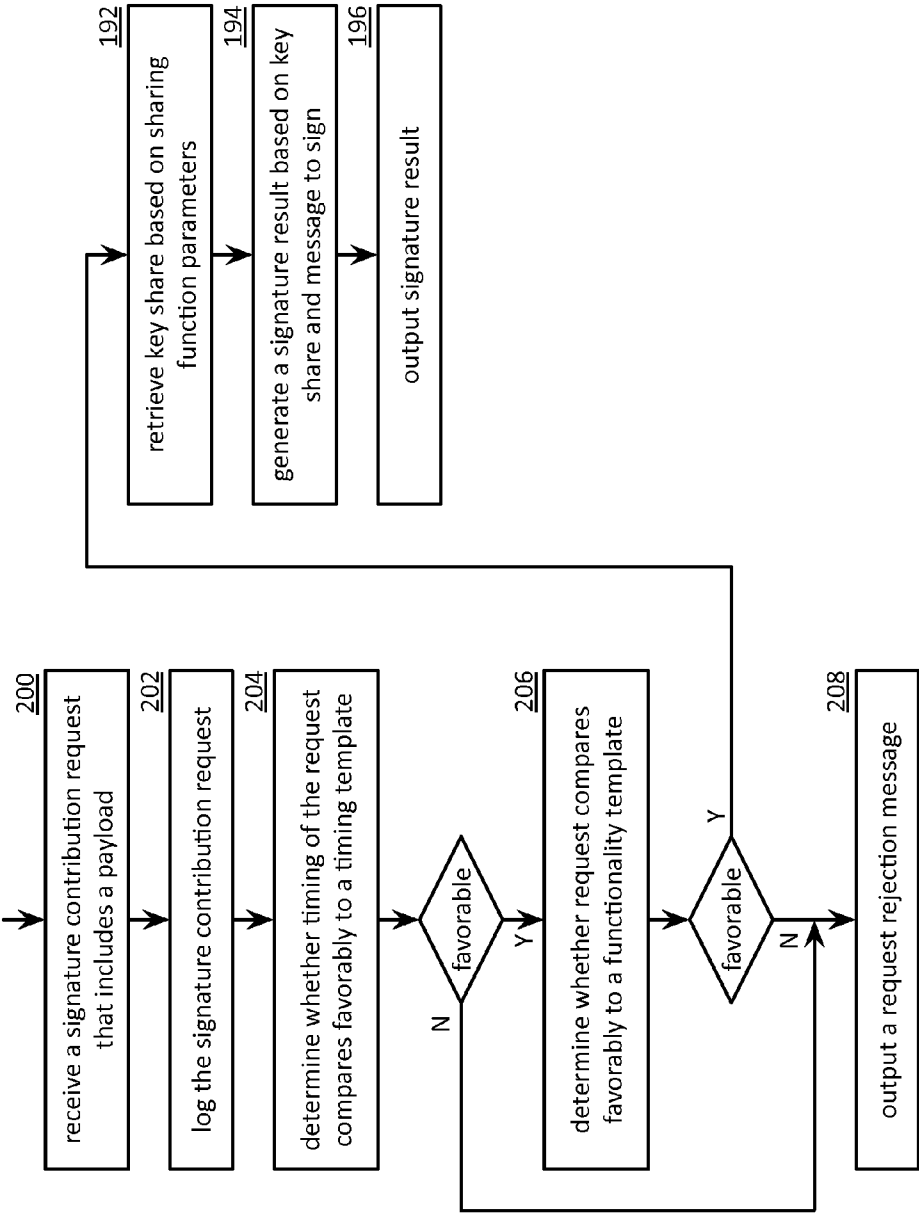 200
receive a signature contribution request
that includes a payload
202
log the signature contribution request
204
determine whether timing of the request
compares favorably to a timing template
favorable
N
Y
206
determine whether request compares
favorably to a functionality template
favorable
Y
N
208
output a request rejection message
192
retrieve key share based on sharing
function parameters
194
generate a signature result based on key
share and message to sign
196
output signature result